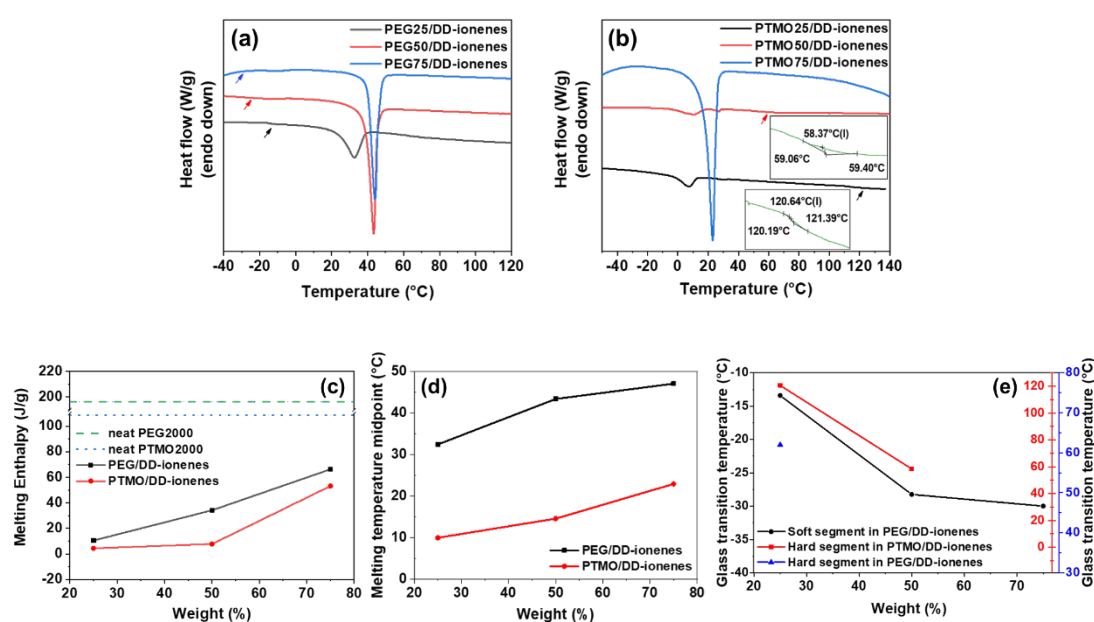 (a)
PEG25/DD-ionenes
PEG50/DD-ionenes
PEG75/DD-ionenes
Heat flow (W/g)
(endo down)
-40 -20 0 20 40 60 80 100 120
Temperature (°C)
(b)
PTMO25/DD-ionenes
PTMO50/DD-ionenes
PTMO75/DD-ionenes
Heat flow (W/g)
(endo down)
58.37°C(I)
59.06°C
59.40°C
120.64°C(I)
121.39°C
120.19°C
-40 -20 0 20 40 60 80 100 120 140
Temperature (°C)
(c)
Melting Enthalpy (J/g)
220
200
100
80
60
40
20
0
-20
neat PEG2000
neat PTMO2000
PEG/DD-ionenes
PTMO/DD-ionenes
20 30 40 50 60 70 80
Weight (%)
(d)
Melting temperature midpoint (°C)
50
40
30
20
10
0
PEG/DD-ionenes
PTMO/DD-ionenes
20 30 40 50 60 70 80
Weight (%)
(e)
Glass transition temperature (°C)
-10
-15
-20
-25
-30
-35
-40
Soft segment in PEG/DD-ionenes
Hard segment in PTMO/DD-ionenes
Hard segment in PEG/DD-ionenes
20 30 40 50 60 70
Weight (%)
120
100
80
60
40
20
0
80
70
60
50
40
30
Glass transition temperature (°C)